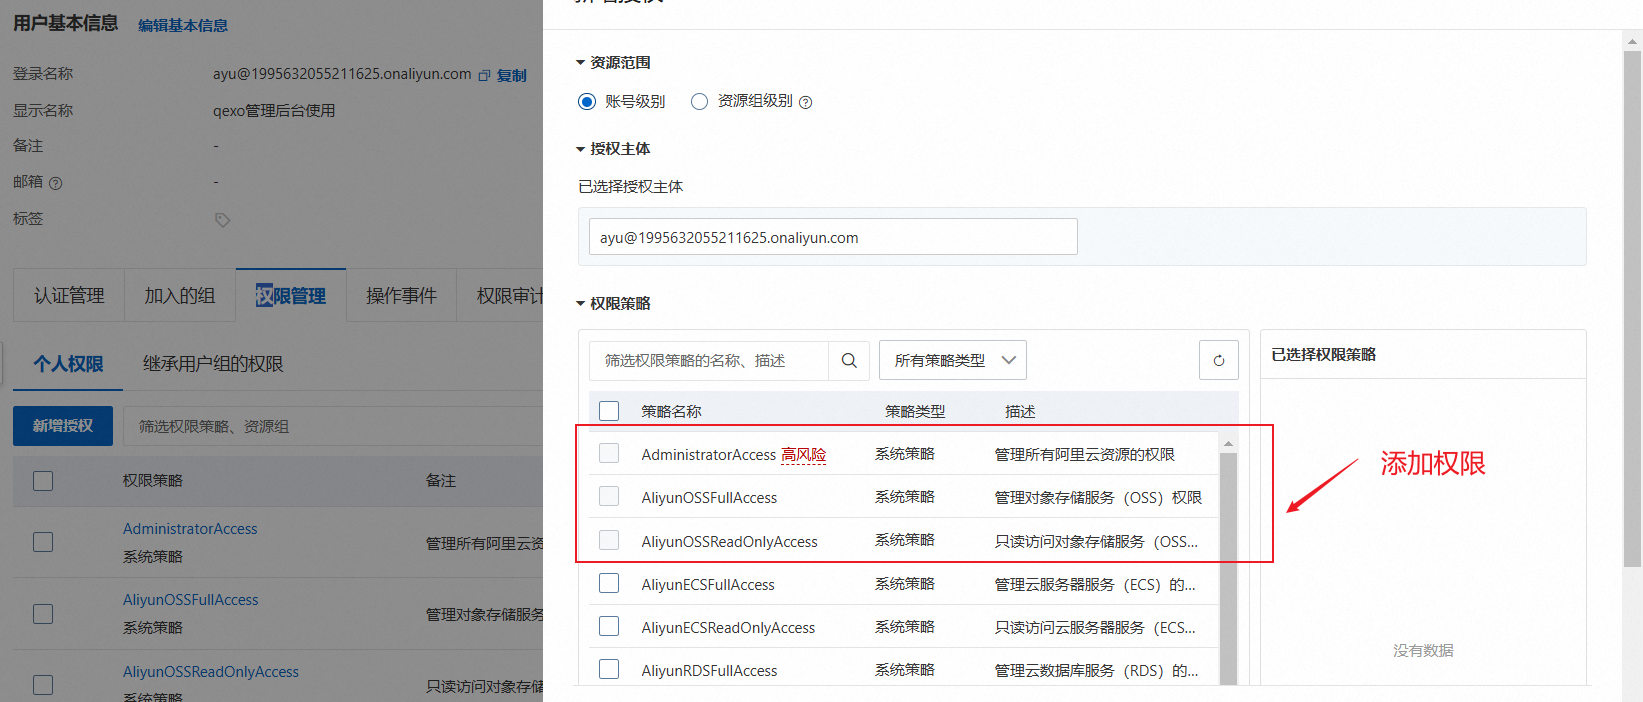 用户基本信息 编辑基本信息
登录名称 ayu@1995632055211625.onaliyun.com 复制
显示名称 qexo管理后台使用
备注 -
邮箱 -
标签
认证管理 加入的组 权限管理 操作事件 权限审计
个人权限 继承用户组的权限
新增授权 筛选权限策略、资源组
权限策略 备注
AdministratorAccess
系统策略
管理所有阿里云资
AliyunOSSFullAccess
系统策略
管理对象存储服务
AliyunOSSReadOnlyAccess
系统策略
只读访问对象存储
新增授权
资源范围
账号级别 资源组级别
授权主体
已选择授权主体
ayu@1995632055211625.onaliyun.com
权限策略
筛选权限策略的名称、描述 所有策略类型
策略名称 策略类型 描述
AdministratorAccess 高风险 系统策略 管理所有阿里云资源的权限
AliyunOSSFullAccess 系统策略 管理对象存储服务（OSS）权限
AliyunOSSReadOnlyAccess 系统策略 只读访问对象存储服务（OSS...
AliyunECSFullAccess 系统策略 管理云服务器服务（ECS）的...
AliyunECSReadOnlyAccess 系统策略 只读访问云服务器服务（ECS...
AliyunRDSFullAccess 系统策略 管理云数据库服务（RDS）的...
已选择权限策略
没有数据
添加权限